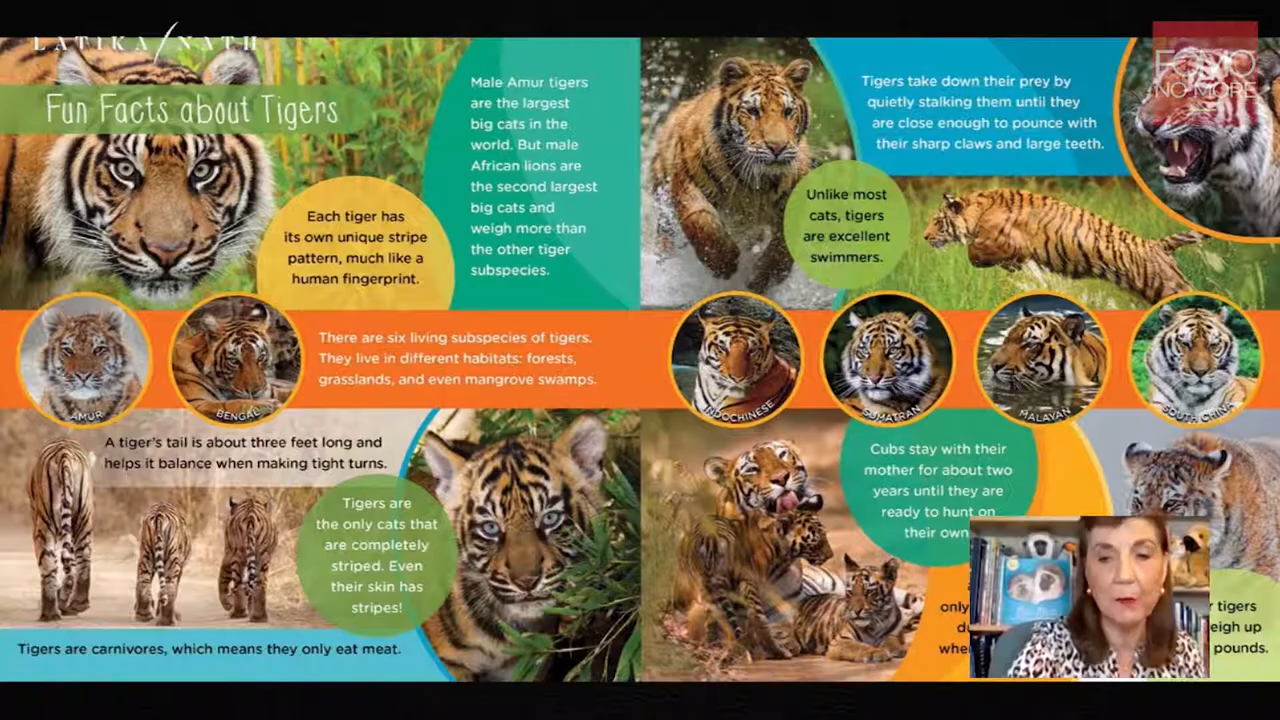 LATIKA NATH
FOMO
NO MORE
Fun Facts about Tigers
Each tiger has
its own unique stripe
pattern, much like a
human fingerprint.
Male Amur tigers
are the largest
big cats in the
world. But male
African lions are
the second largest
big cats and
weigh more than
the other tiger
subspecies.
Unlike most
cats, tigers
are excellent
swimmers.
Tigers take down their prey by
quietly stalking them until they
are close enough to pounce with
their sharp claws and large teeth.
AMUR
BENGAL
There are six living subspecies of tigers.
They live in different habitats: forests,
grasslands, and even mangrove swamps.
INDOCHINESE
SUMATRAN
MALAYAN
SOUTH CHINA
A tiger's tail is about three feet long and
helps it balance when making tight turns.
Tigers are
the only cats that
are completely
striped. Even
their skin has
stripes!
Tigers are carnivores, which means they only eat meat.
Cubs stay with their
mother for about two
years until they are
ready to hunt on
their own
only
tigers
eigh up
pounds.